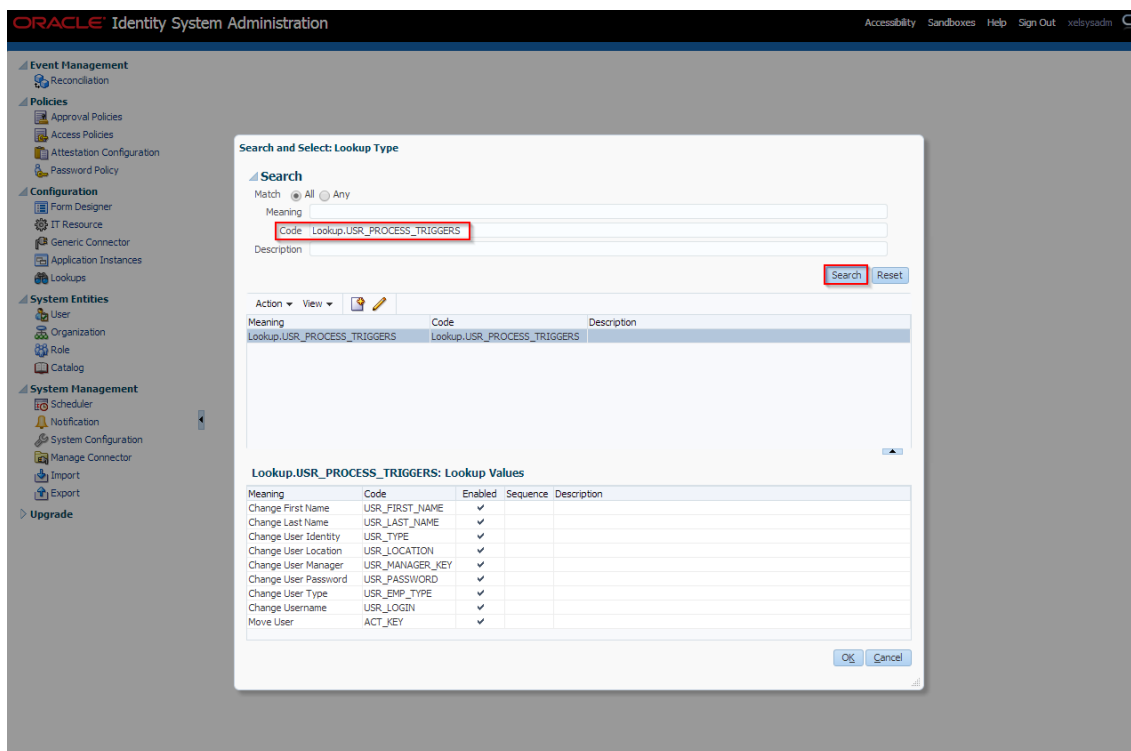 ORACLE Identity System Administration
Accessibility Sandboxes Help Sign Out xelsysadm
Event Management
Reconciliation
Policies
Approval Policies
Access Policies
Attestation Configuration
Password Policy
Configuration
Form Designer
IT Resource
Generic Connector
Application Instances
Lookups
System Entities
User
Organization
Role
Catalog
System Management
Scheduler
Notification
System Configuration
Manage Connector
Import
Export
Upgrade
Search and Select: Lookup Type
Search
Match All Any
Meaning
Code Lookup.USR_PROCESS_TRIGGERS
Description
Search Reset
Action View
Meaning Code Description
Lookup.USR_PROCESS_TRIGGERS Lookup.USR_PROCESS_TRIGGERS
Lookup.USR_PROCESS_TRIGGERS: Lookup Values
Meaning Code Enabled Sequence Description
Change First Name USR_FIRST_NAME ✔
Change Last Name USR_LAST_NAME ✔
Change User Identity USR_TYPE ✔
Change User Location USR_LOCATION ✔
Change User Manager USR_MANAGER_KEY ✔
Change User Password USR_PASSWORD ✔
Change User Type USR_EMP_TYPE ✔
Change Username USR_LOGIN ✔
Move User ACT_KEY ✔
OK Cancel